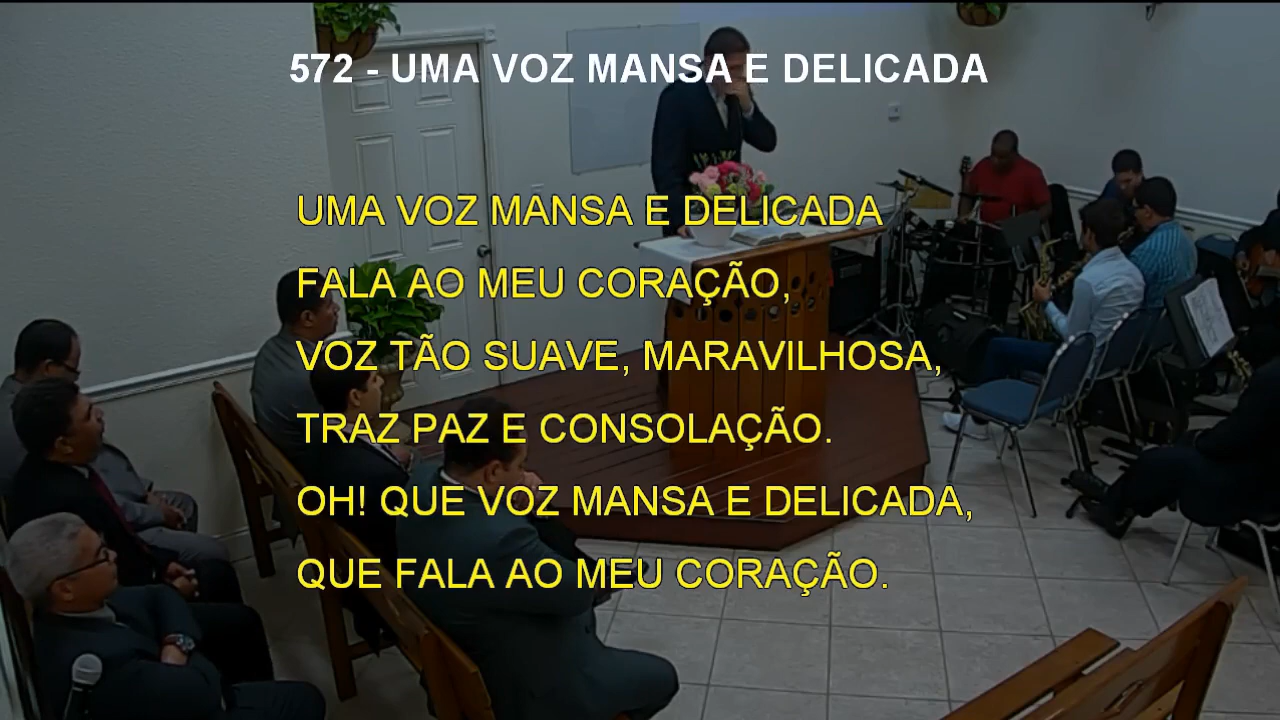 572 - UMA VOZ MANSA E DELICADA
UMA VOZ MANSA E DELICADA
FALA AO MEU CORAÇÃO,
VOZ TÃO SUAVE, MARAVILHOSA,
TRAZ PAZ E CONSOLAÇÃO.
OH! QUE VOZ MANSA E DELICADA,
QUE FALA AO MEU CORAÇÃO.